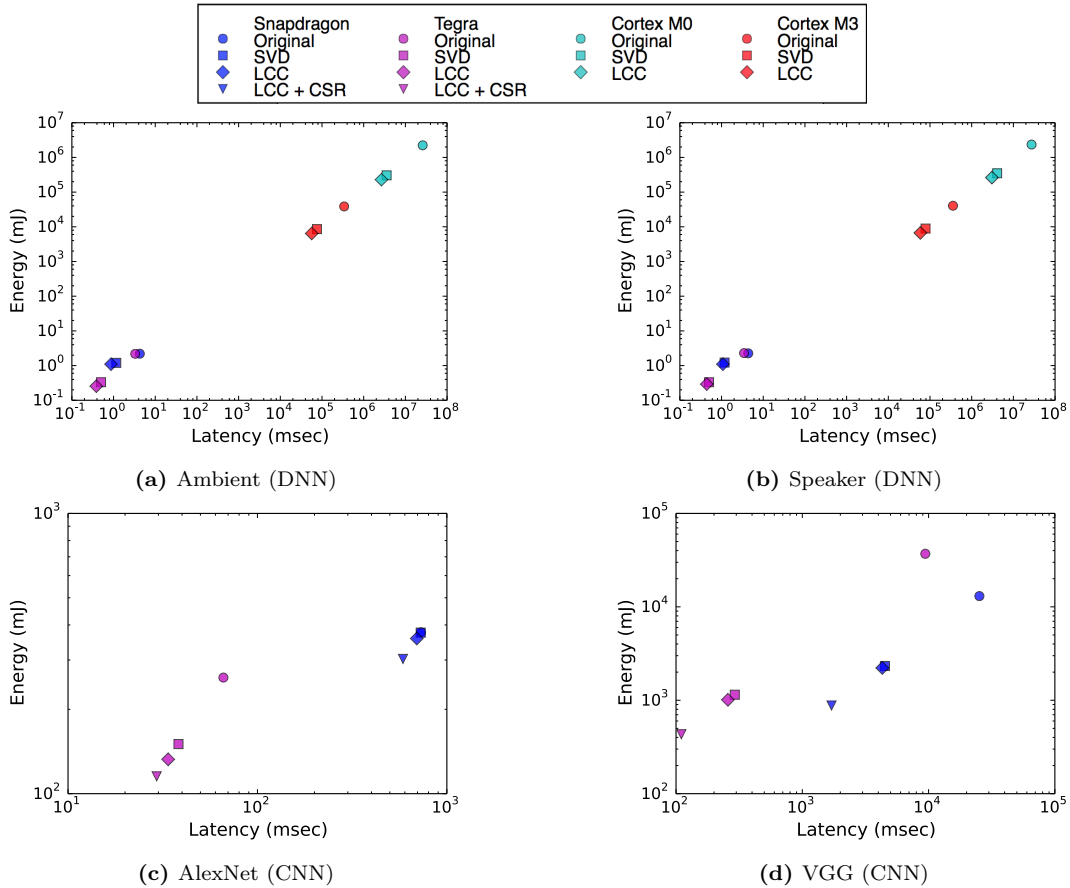 Snapdragon Tegra Cortex M0 Cortex M3
Original Original Original Original
SVD SVD SVD SVD
LCC LCC LCC LCC
LCC + CSR LCC + CSR
10^7
10^6
10^5
10^4
10^3
10^2
10^1
10^0
10^-1
Energy (mJ)
10^-1 10^0 10^1 10^2 10^3 10^4 10^5 10^6 10^7 10^8
Latency (msec)
(a) Ambient (DNN)
10^7
10^6
10^5
10^4
10^3
10^2
10^1
10^0
10^-1
Energy (mJ)
10^-1 10^0 10^1 10^2 10^3 10^4 10^5 10^6 10^7 10^8
Latency (msec)
(b) Speaker (DNN)
10^3
10^2
Energy (mJ)
10^1 10^2 10^3
Latency (msec)
(c) AlexNet (CNN)
10^5
10^4
10^3
10^2
Energy (mJ)
10^2 10^3 10^4 10^5
Latency (msec)
(d) VGG (CNN)